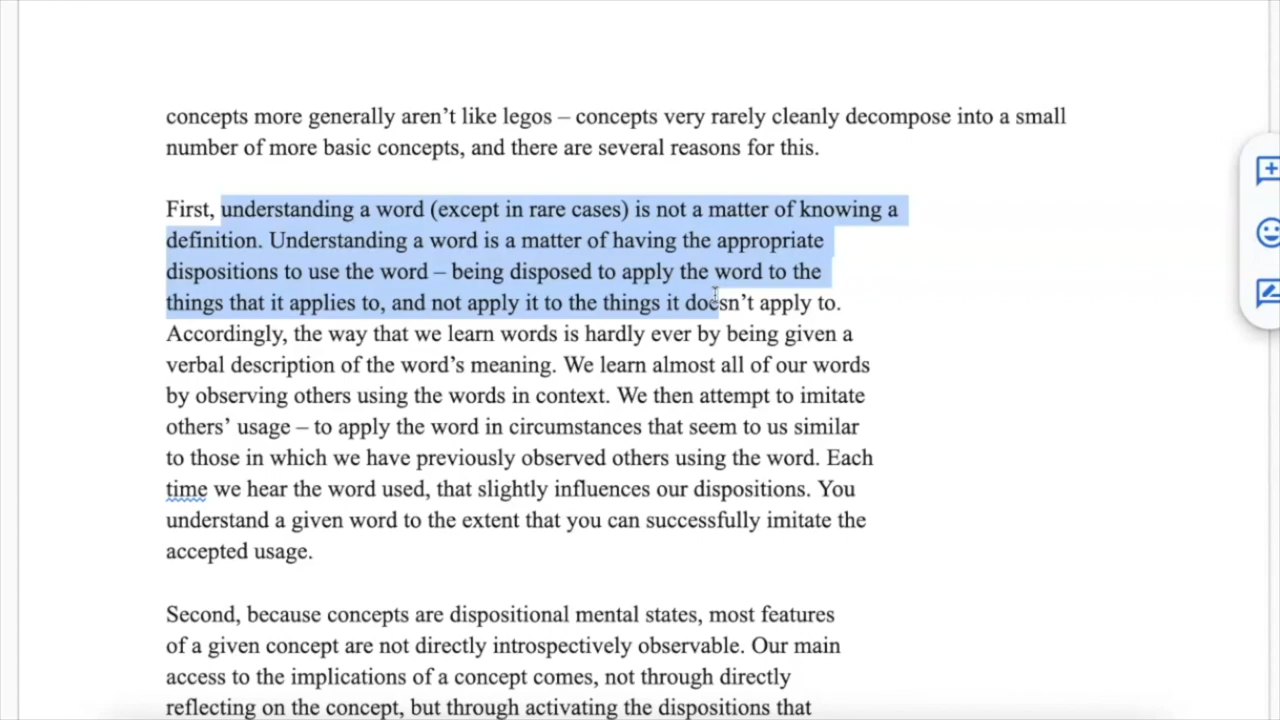 concepts more generally aren’t like legos – concepts very rarely cleanly decompose into a small
number of more basic concepts, and there are several reasons for this.
First, understanding a word (except in rare cases) is not a matter of knowing a
definition. Understanding a word is a matter of having the appropriate
dispositions to use the word – being disposed to apply the word to the
things that it applies to, and not apply it to the things it doesn’t apply to.
Accordingly, the way that we learn words is hardly ever by being given a
verbal description of the word’s meaning. We learn almost all of our words
by observing others using the words in context. We then attempt to imitate
others’ usage – to apply the word in circumstances that seem to us similar
to those in which we have previously observed others using the word. Each
time we hear the word used, that slightly influences our dispositions. You
understand a given word to the extent that you can successfully imitate the
accepted usage.
Second, because concepts are dispositional mental states, most features
of a given concept are not directly introspectively observable. Our main
access to the implications of a concept comes, not through directly
reflecting on the concept, but through activating the dispositions that